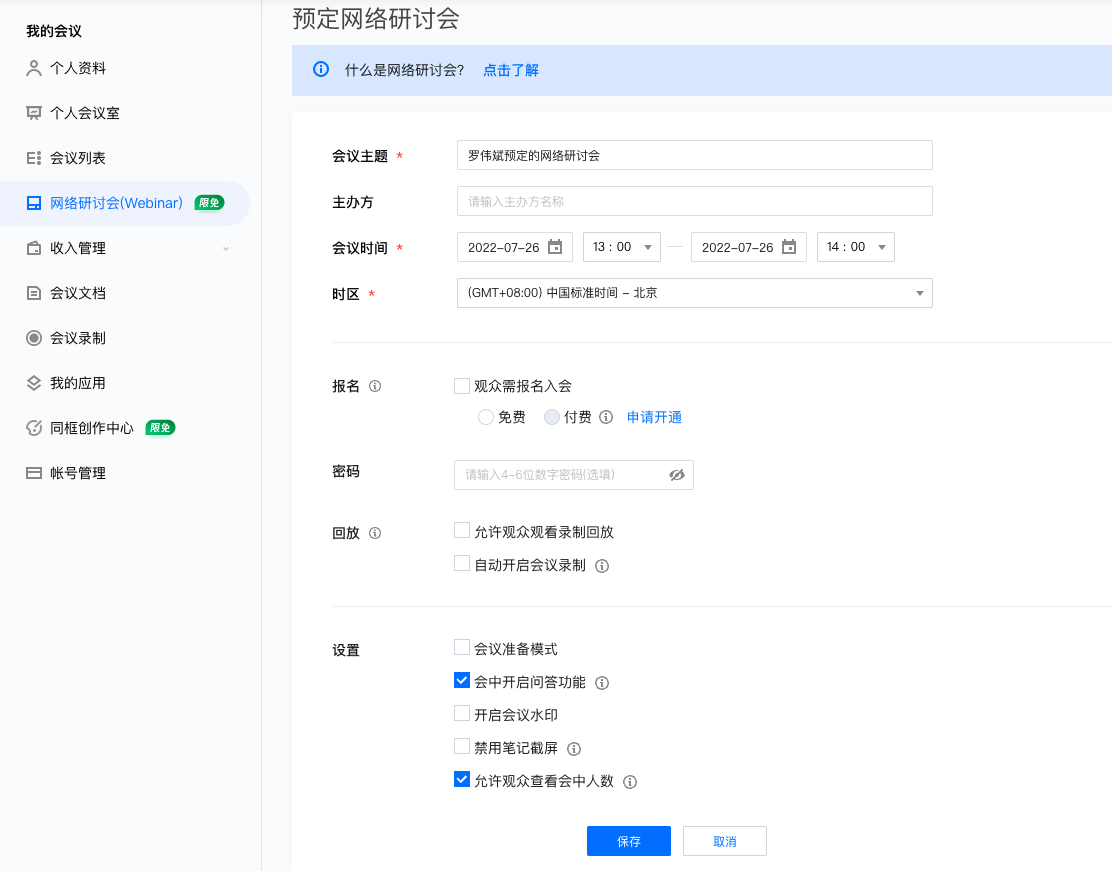 我的会议
个人资料
个人会议室
会议列表
网络研讨会(Webinar) 限免
收入管理
会议文档
会议录制
我的应用
同框创作中心 限免
帐号管理
预定网络研讨会
什么是网络研讨会? 点击了解
会议主题 * 罗伟斌预定的网络研讨会
主办方 请输入主办方名称
会议时间 * 2022-07-26 13：00 — 2022-07-26 14：00
时区 * (GMT+08:00) 中国标准时间 - 北京
报名 观众需报名入会
免费 付费 申请开通
密码 请输入4-6位数字密码(选填)
回放 允许观众观看录制回放
自动开启会议录制
设置 会议准备模式
会中开启问答功能
开启会议水印
禁用笔记截屏
允许观众查看会中人数
保存 取消